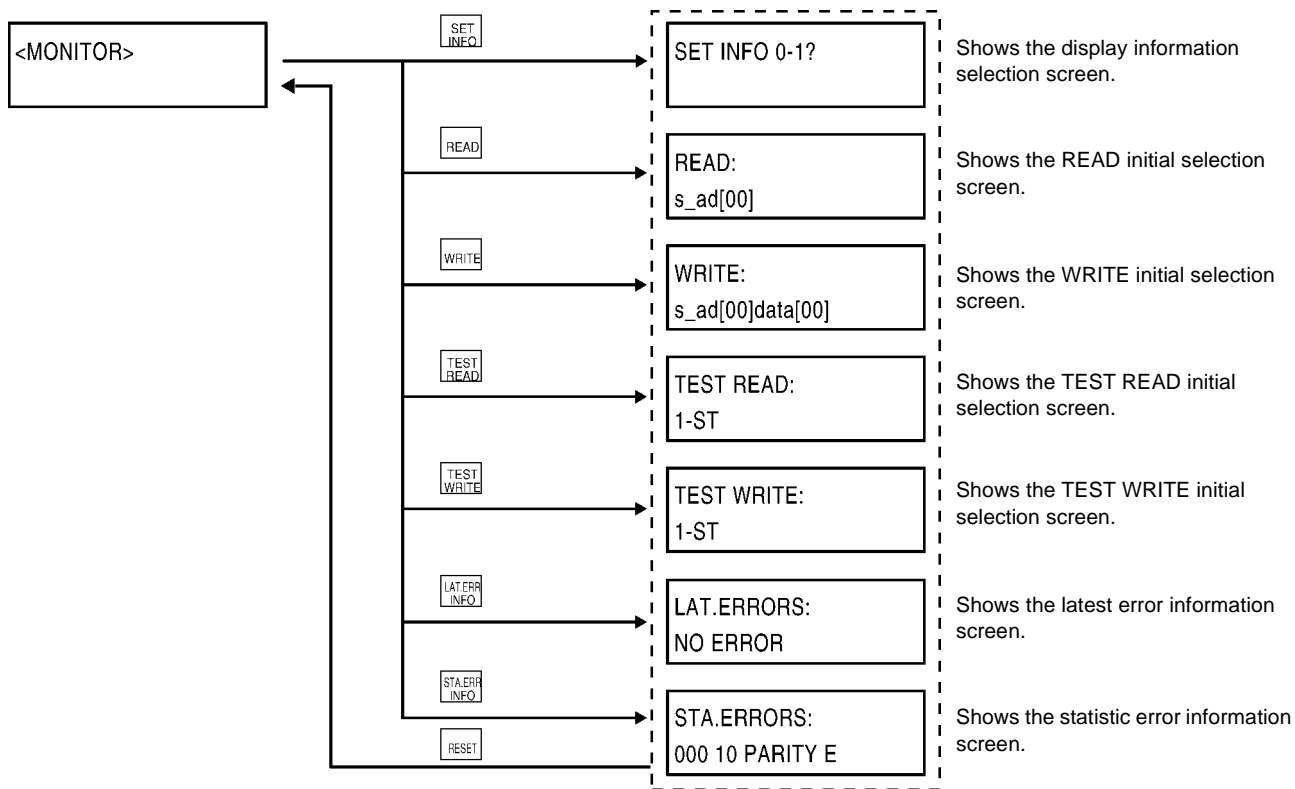 <MONITOR>
SET
INFO
SET INFO 0-1?
Shows the display information
selection screen.
READ
READ:
s_ad[00]
Shows the READ initial selection
screen.
WRITE
WRITE:
s_ad[00]data[00]
Shows the WRITE initial selection
screen.
TEST
READ
TEST READ:
1-ST
Shows the TEST READ initial
selection screen.
TEST
WRITE
TEST WRITE:
1-ST
Shows the TEST WRITE initial
selection screen.
LAT.ERR
INFO
LAT.ERRORS:
NO ERROR
Shows the latest error information
screen.
STA.ERR
INFO
STA.ERRORS:
000 10 PARITY E
Shows the statistic error information
screen.
RESET